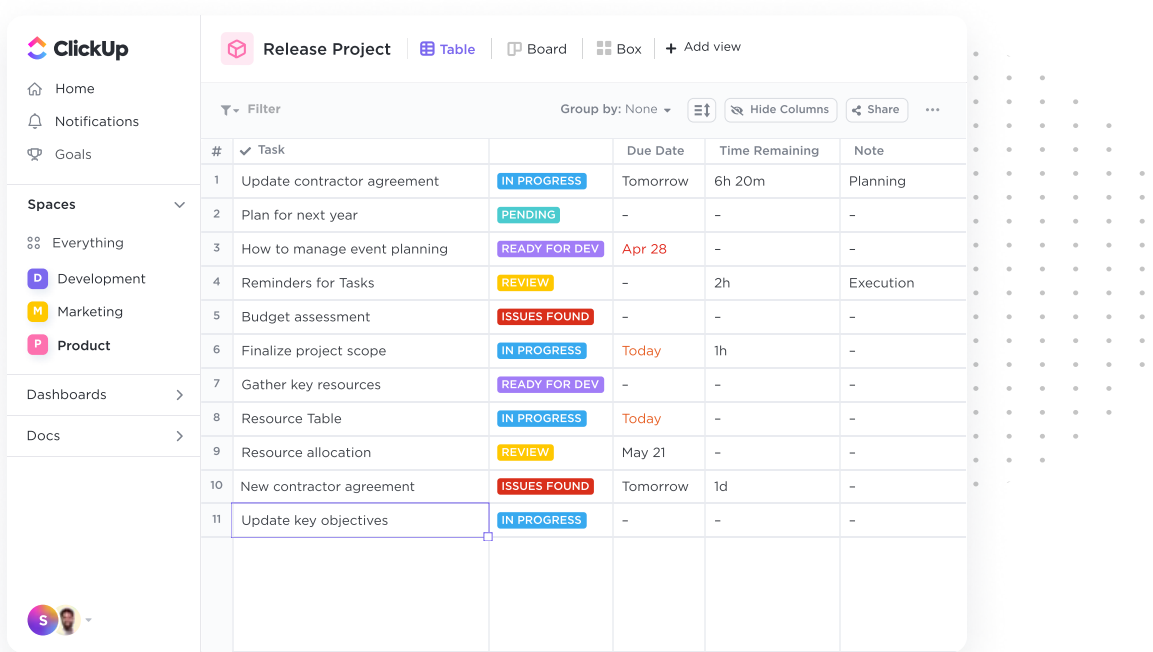 ClickUp
Home
Notifications
Goals
Spaces
Everything
D Development
M Marketing
P Product
Dashboards
Docs
S
Release Project Table Board Box + Add view
Filter Group by: None Hide Columns Share ...
# Task Due Date Time Remaining Note
1 Update contractor agreement IN PROGRESS Tomorrow 6h 20m Planning
2 Plan for next year PENDING – – –
3 How to manage event planning READY FOR DEV Apr 28 – –
4 Reminders for Tasks REVIEW – 2h Execution
5 Budget assessment ISSUES FOUND – – –
6 Finalize project scope IN PROGRESS Today 1h –
7 Gather key resources READY FOR DEV – – –
8 Resource Table IN PROGRESS Today – –
9 Resource allocation REVIEW May 21 – –
10 New contractor agreement ISSUES FOUND Tomorrow 1d –
11 Update key objectives IN PROGRESS – – –